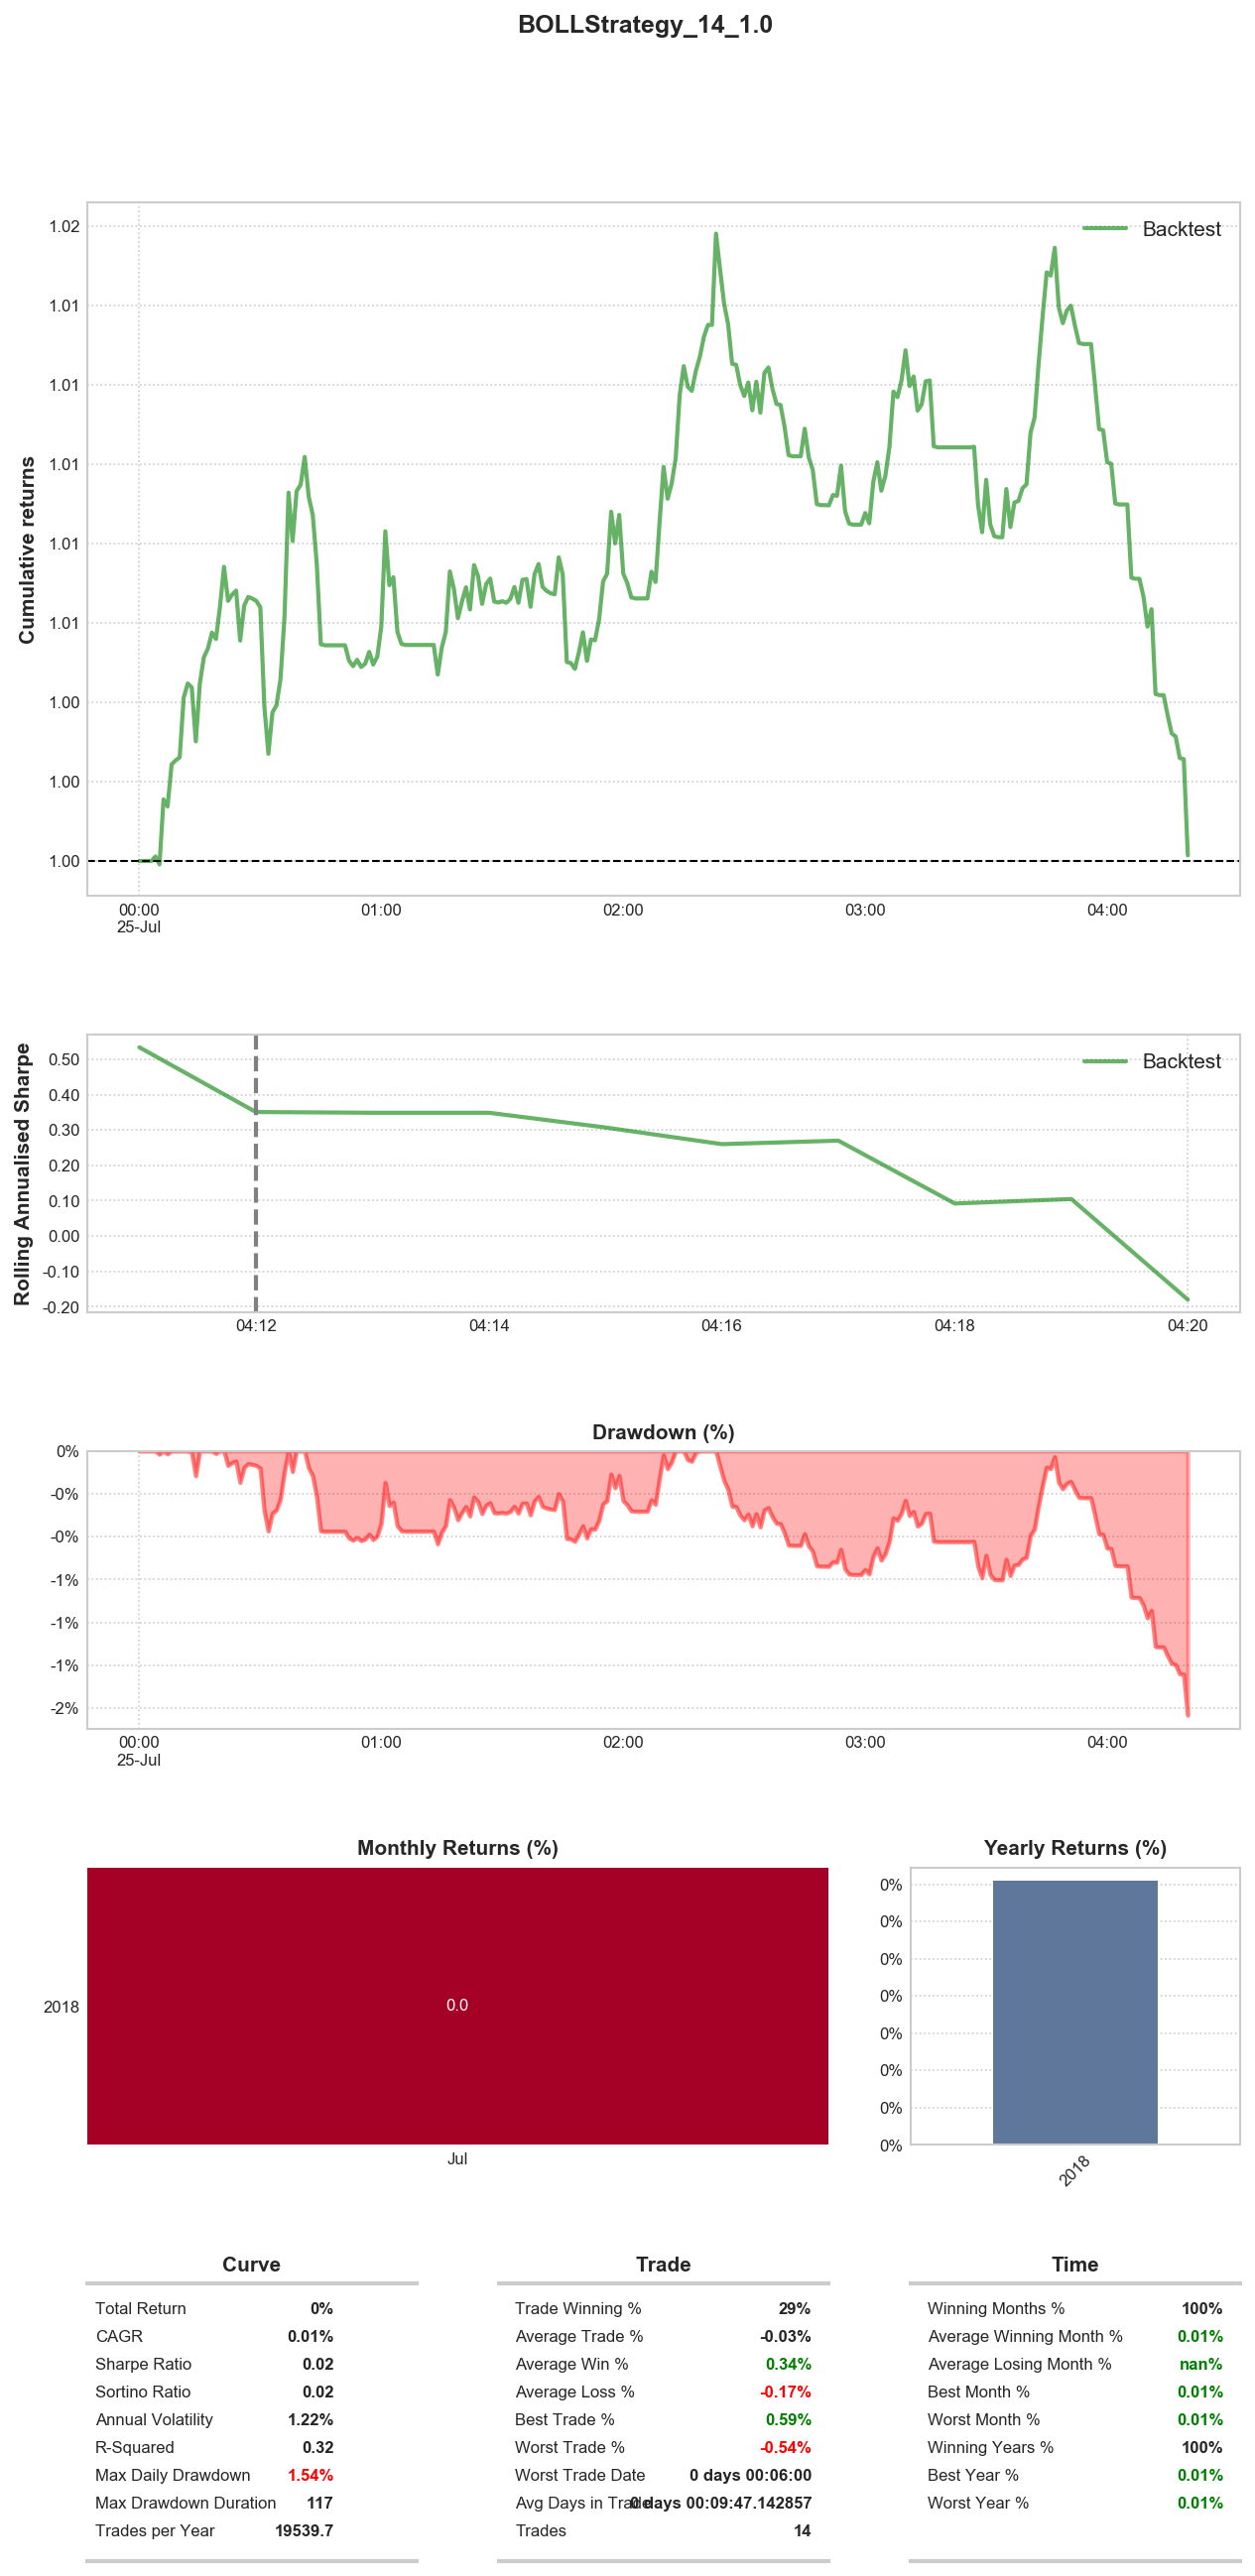 BOLLStrategy_14_1.0
Cumulative returns
1.02
1.01
1.01
1.01
1.01
1.01
1.00
1.00
1.00
Backtest
00:00 01:00 02:00 03:00 04:00
25-Jul
Rolling Annualised Sharpe
0.50
0.40
0.30
0.20
0.10
0.00
-0.10
-0.20
Backtest
04:12 04:14 04:16 04:18 04:20
Drawdown (%)
0%
-0%
-0%
-1%
-1%
-1%
-2%
00:00 01:00 02:00 03:00 04:00
25-Jul
Monthly Returns (%)
2018
0.0
Jul
Yearly Returns (%)
0%
0%
0%
0%
0%
0%
0%
0%
2018
Curve
Total Return 0%
CAGR 0.01%
Sharpe Ratio 0.02
Sortino Ratio 0.02
Annual Volatility 1.22%
R-Squared 0.32
Max Daily Drawdown 1.54%
Max Drawdown Duration 117
Trades per Year 19539.7
Trade
Trade Winning % 29%
Average Trade % -0.03%
Average Win % 0.34%
Average Loss % -0.17%
Best Trade % 0.59%
Worst Trade % -0.54%
Worst Trade Date 0 days 00:06:00
Avg Days in Trade 0 days 00:09:47.142857
Trades 14
Time
Winning Months % 100%
Average Winning Month % 0.01%
Average Losing Month % nan%
Best Month % 0.01%
Worst Month % 0.01%
Winning Years % 100%
Best Year % 0.01%
Worst Year % 0.01%